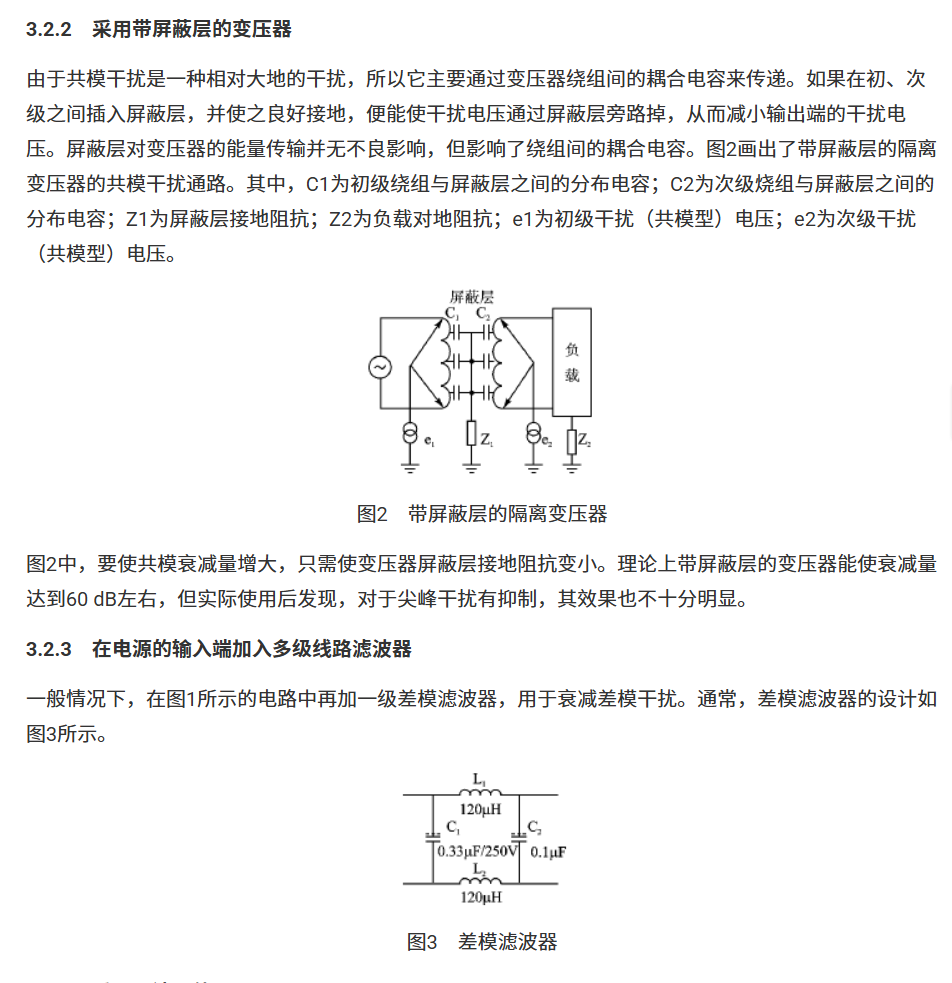 3.2.2 采用带屏蔽层的变压器
由于共模干扰是一种相对大地的干扰，所以它主要通过变压器绕组间的耦合电容来传递。如果在初、次
级之间插入屏蔽层，并使之良好接地，便能使干扰电压通过屏蔽层旁路掉，从而减小输出端的干扰电
压。屏蔽层对变压器的能量传输并无不良影响，但影响了绕组间的耦合电容。图2画出了带屏蔽层的隔离
变压器的共模干扰通路。其中，C1为初级绕组与屏蔽层之间的分布电容；C2为次级烧组与屏蔽层之间的
分布电容；Z1为屏蔽层接地阻抗；Z2为负载对地阻抗；e1为初级干扰（共模型）电压；e2为次级干扰
（共模型）电压。
屏蔽层
C₁ C₂
负
载
e₁ Z₁ e₂ Z₂
图2 带屏蔽层的隔离变压器
图2中，要使共模衰减量增大，只需使变压器屏蔽层接地阻抗变小。理论上带屏蔽层的变压器能使衰减量
达到60 dB左右，但实际使用后发现，对于尖峰干扰有抑制，其效果也不十分明显。
3.2.3 在电源的输入端加入多级线路滤波器
一般情况下，在图1所示的电路中再加一级差模滤波器，用于衰减差模干扰。通常，差模滤波器的设计如
图3所示。
L₁
120μH
C₁ C₂
0.33μF/250V 0.1μF
L₂
120μH
图3 差模滤波器